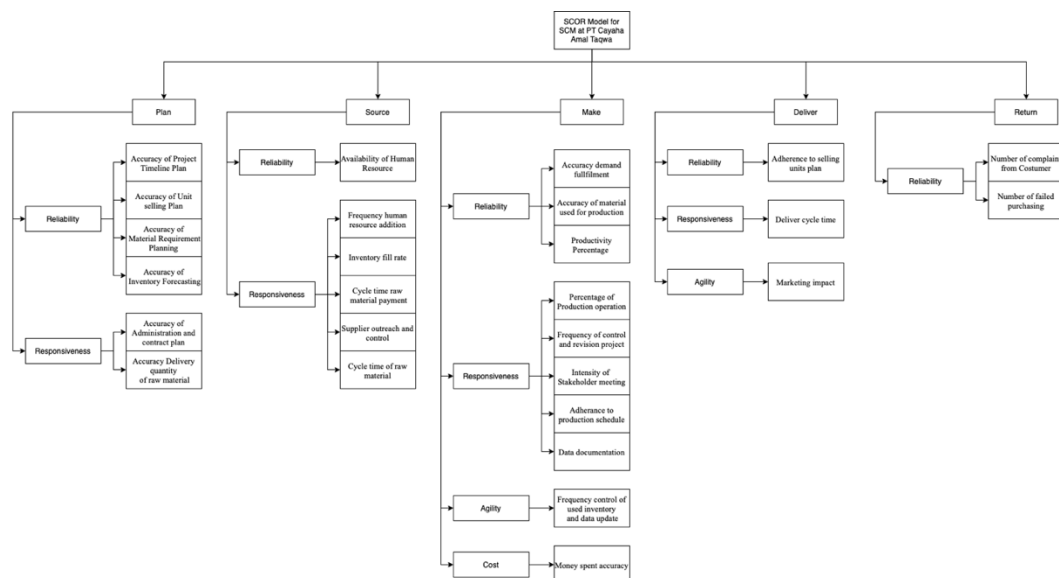 SCOR Model for
SCM at PT Cayaha
Amal Taqwa
Plan
Source
Make
Deliver
Return
Reliability
Accuracy of Project
Timeline Plan
Accuracy of Unit
selling Plan
Accuracy of
Material Requirement
Planning
Accuracy of
Inventory Forecasting
Responsiveness
Accuracy of
Administration and
contract plan
Accuracy Delivery
quantity
of raw material
Reliability
Availability of Human
Resource
Responsiveness
Frequency human
resource addition
Inventory fill rate
Cycle time raw
material payment
Supplier outreach and
control
Cycle time of raw
material
Reliability
Accuracy demand
fullfilment
Accuracy of material
used for production
Productivity
Percentage
Responsiveness
Percentage of
Production operation
Frequency of control
and revision project
Intensity of
Stakeholder meeting
Adherance to
production schedule
Data documentation
Agility
Frequency control of
used inventory
and data update
Cost
Money spent accuracy
Reliability
Adherence to selling
units plan
Responsiveness
Deliver cycle time
Agility
Marketing impact
Reliability
Number of complain
from Costumer
Number of failed
purchasing